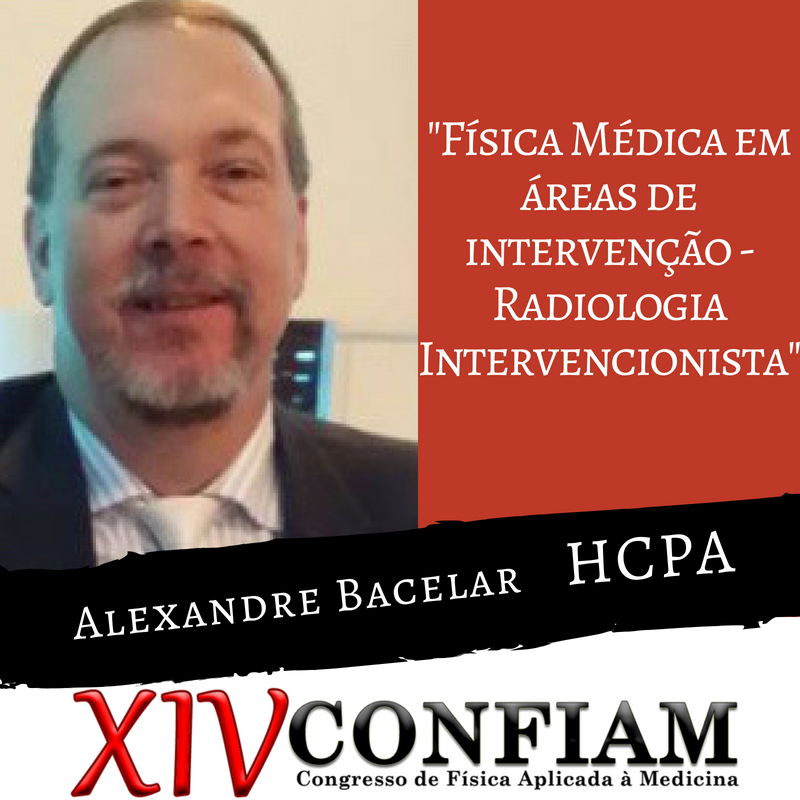 "Física Médica em
áreas de
intervenção -
Radiologia
Intervencionista"
Alexandre Bacelar HCPA
XIV CONFIAM
Congresso de Física Aplicada à Medicina